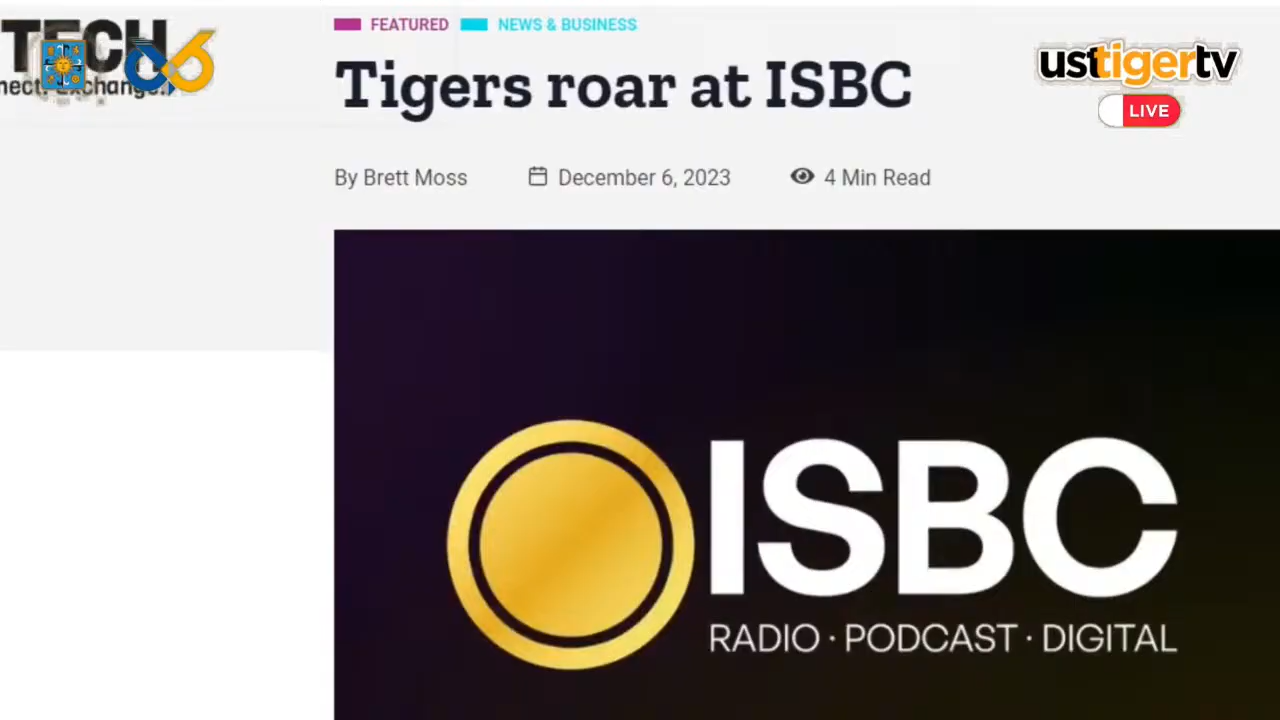 TECH
FEATURED NEWS & BUSINESS
Tigers roar at ISBC
usttigertv
LIVE
By Brett Moss December 6, 2023 4 Min Read
ISBC
RADIO · PODCAST · DIGITAL